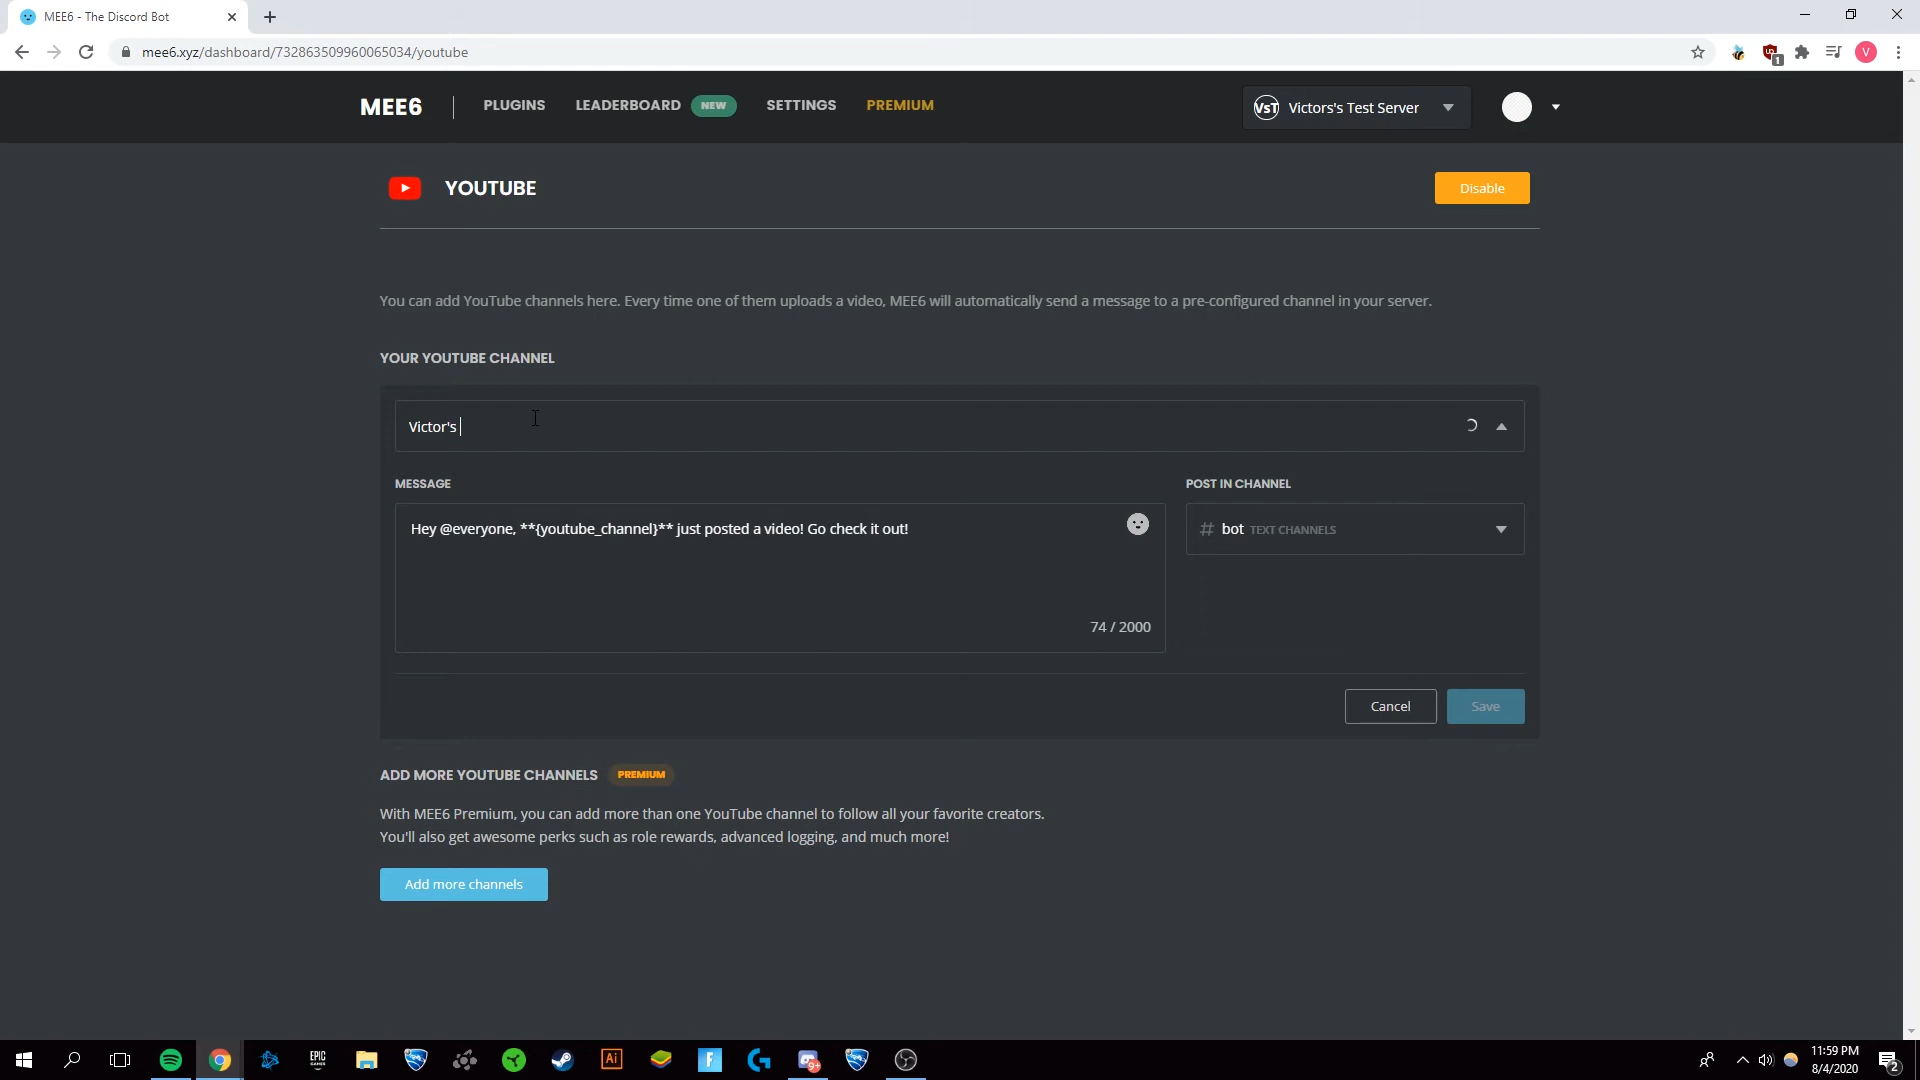 MEE6 - The Discord Bot
mee6.xyz/dashboard/732863509960065034/youtube
1
V
MEE6
PLUGINS
LEADERBOARD
NEW
SETTINGS
PREMIUM
VsT
Victors's Test Server
YOUTUBE
Disable
You can add YouTube channels here. Every time one of them uploads a video, MEE6 will automatically send a message to a pre-configured channel in your server.
YOUR YOUTUBE CHANNEL
Victor's
MESSAGE
POST IN CHANNEL
Hey @everyone, **{youtube_channel}** just posted a video! Go check it out!
# bot TEXT CHANNELS
74 / 2000
Cancel
Save
ADD MORE YOUTUBE CHANNELS
PREMIUM
With MEE6 Premium, you can add more than one YouTube channel to follow all your favorite creators.
You'll also get awesome perks such as role rewards, advanced logging, and much more!
Add more channels
EPIC
GAMES
Ai
F
G
9+
11:59 PM
8/4/2020
2